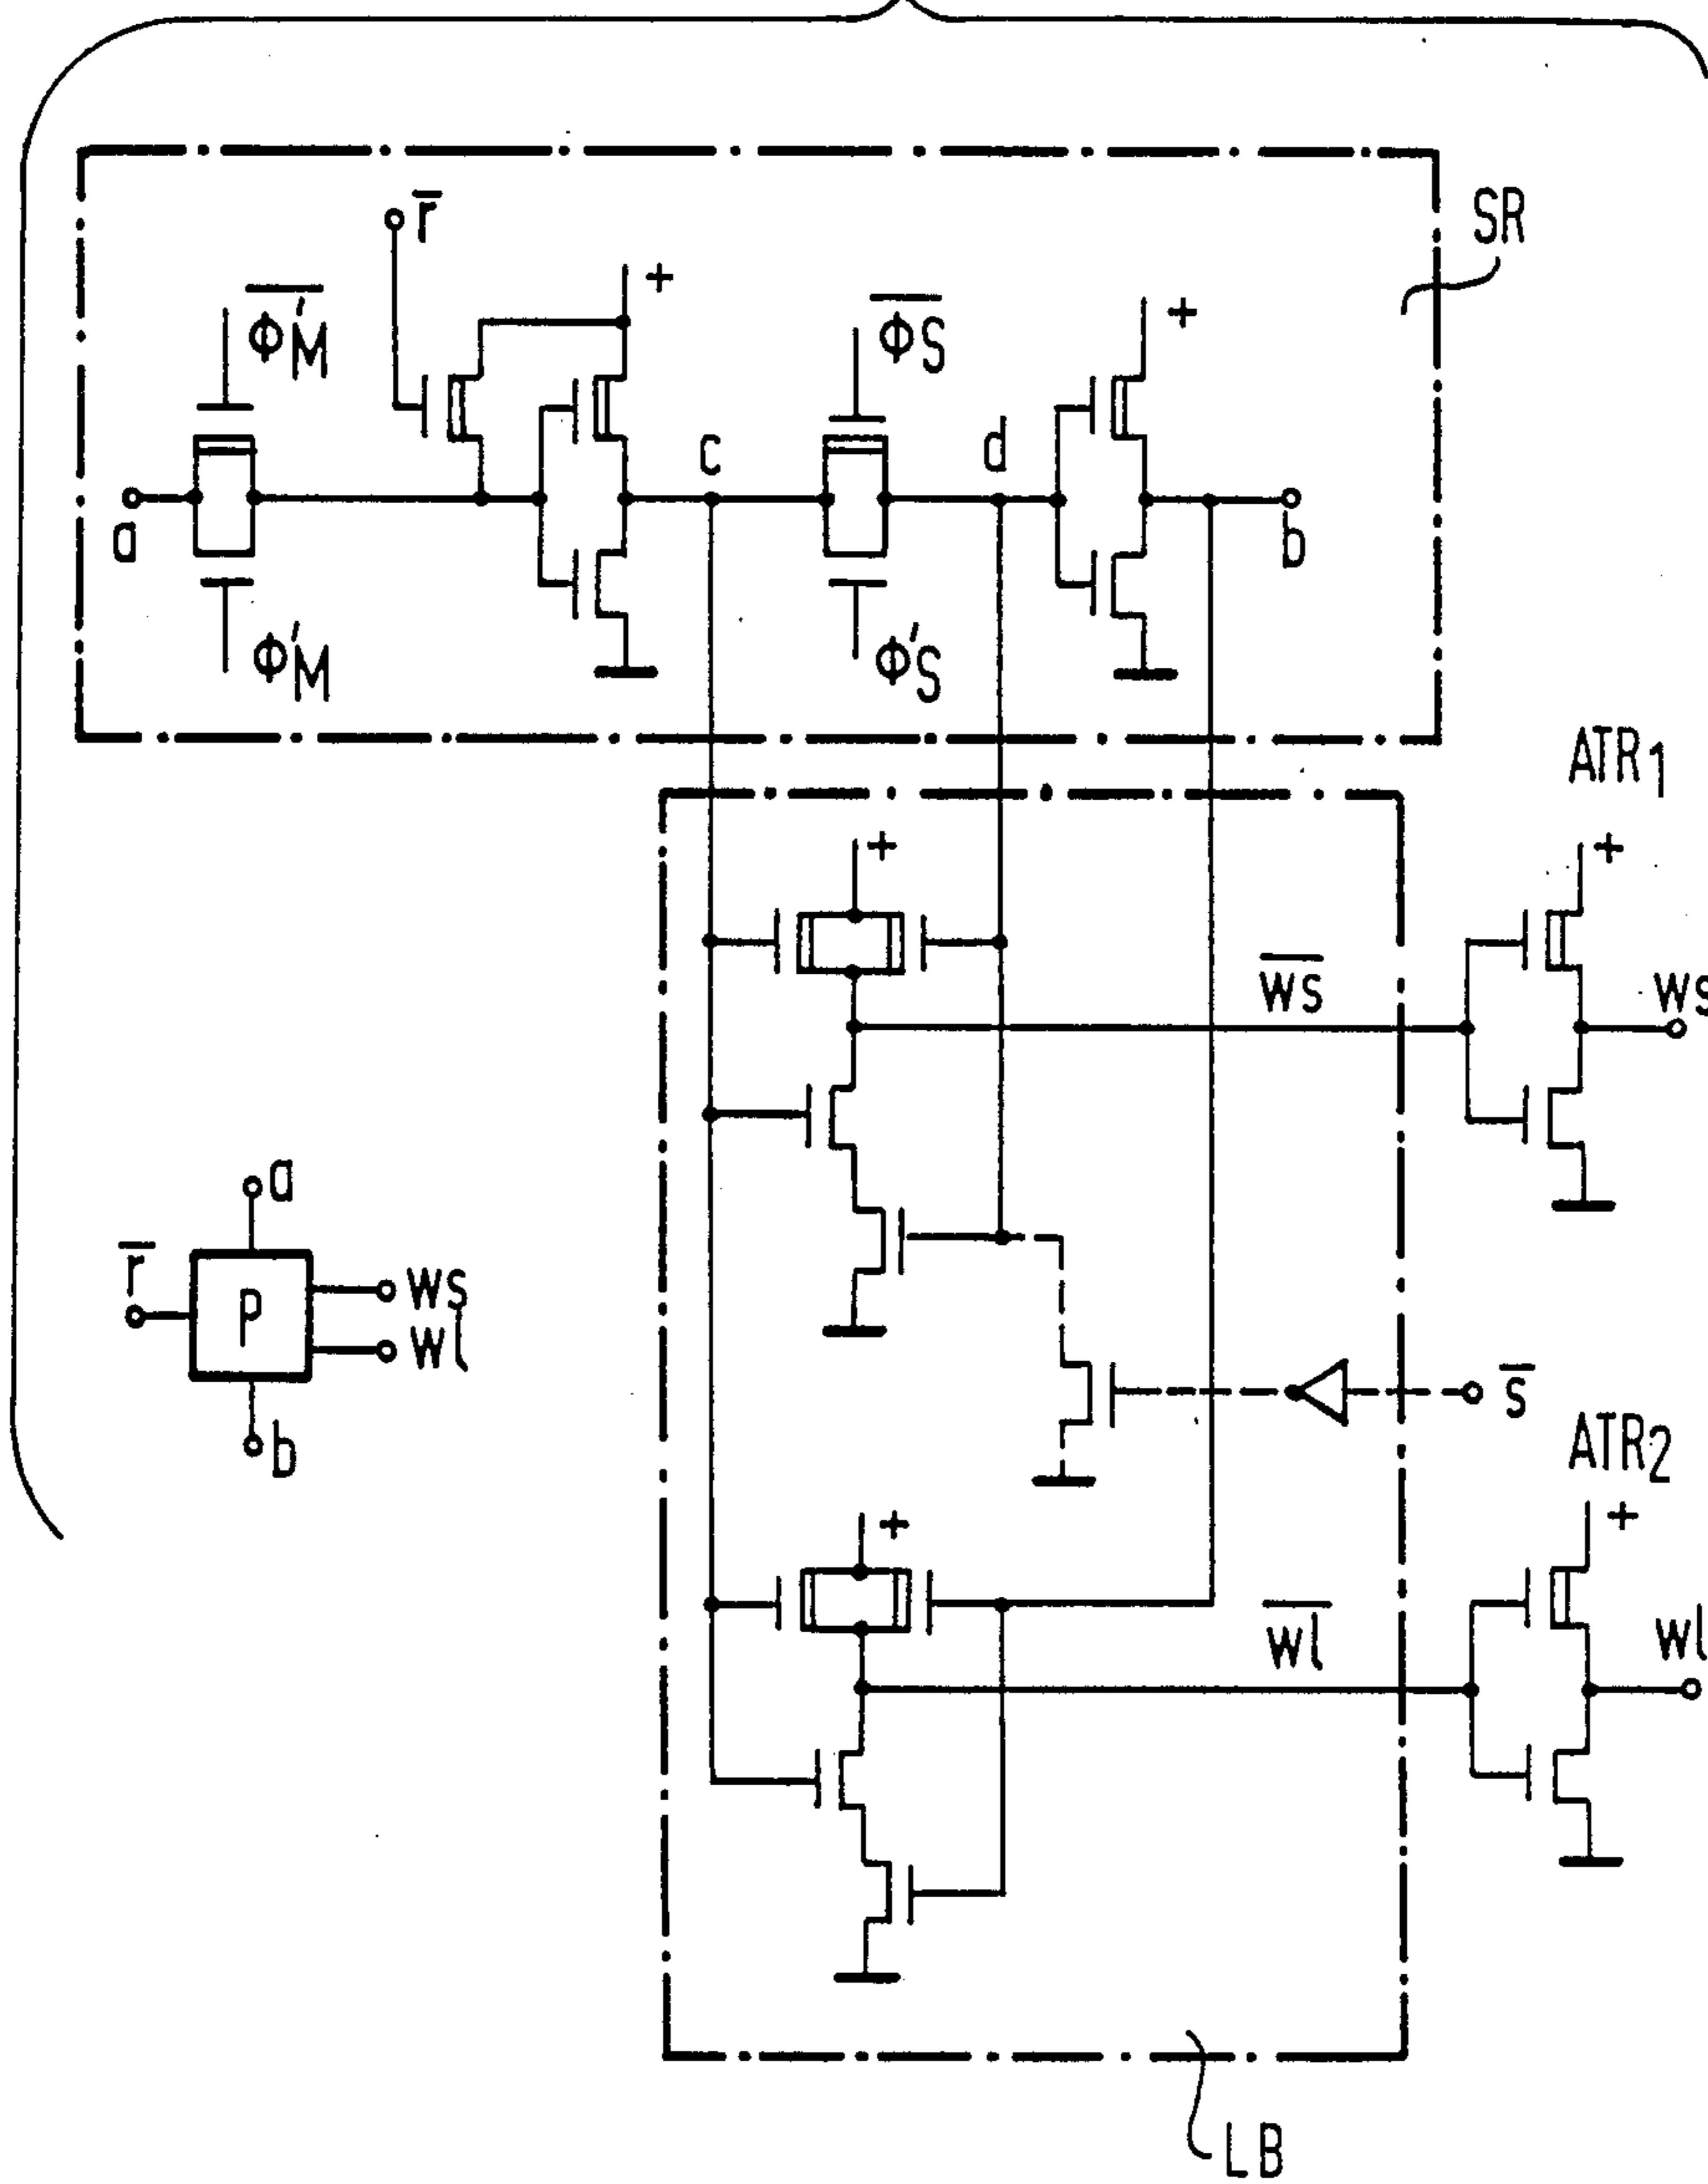 r̅
SR
+
Φ̅'̅M̅
Φ̅S̅
+
c
d
a
b
Φ'M
Φ'S
ATR1
+
+
w̅s̅
ws
a
r̅
P
ws
wl
s̅
b
ATR2
+
+
w̅l̅
wl
LB